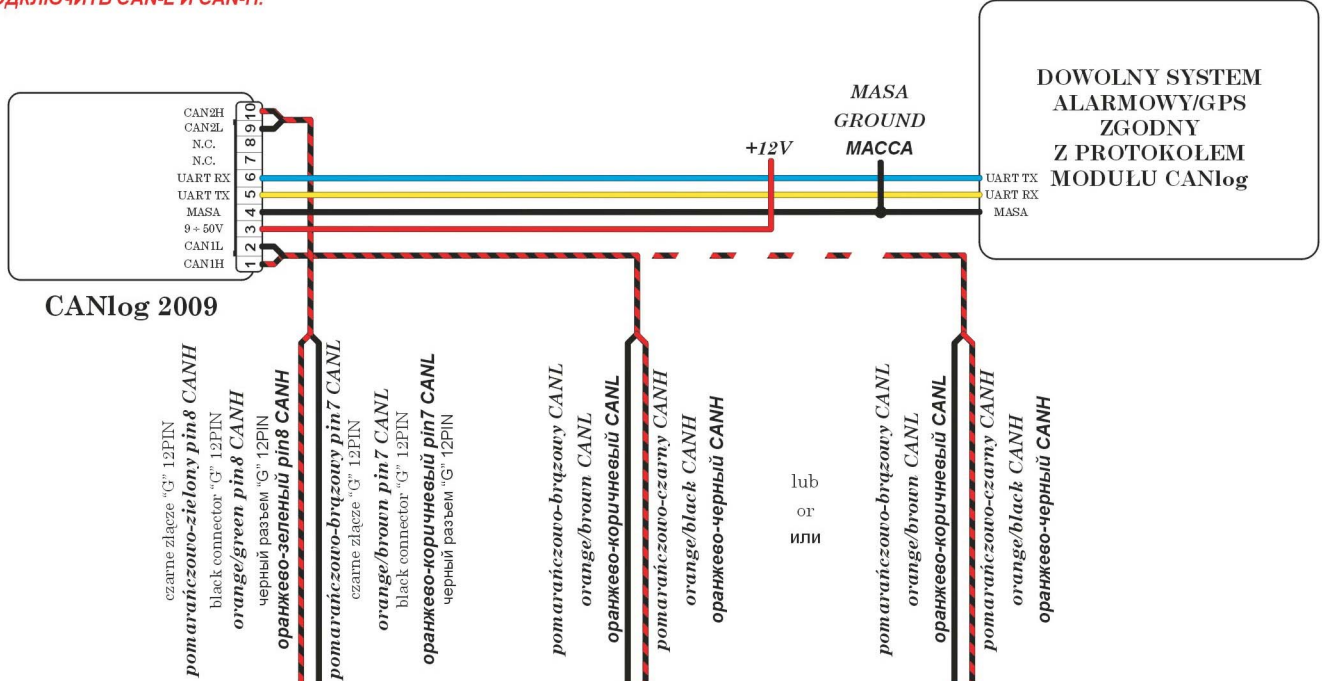 ПОДКЛЮЧИТЬ CAN-L И CAN-H.
CAN2H
CAN2L
N.C.
N.C.
UART RX
UART TX
MASA
9 ÷ 50V
CAN1L
CAN1H
10
9
8
7
6
5
4
3
2
1
CANlog 2009
+12V
MASA
GROUND
МАССА
UART TX
UART RX
MASA
DOWOLNY SYSTEM
ALARMOWY/GPS
ZGODNY
Z PROTOKOŁEM
MODUŁU CANlog
czarne złącze "G" 12PIN
pomarańczowo-zielony pin8 CANH
black connector "G" 12PIN
orange/green pin8 CANH
черный разъем "G" 12PIN
оранжево-зеленый pin8 CANH
pomarańczowo-brązowy pin7 CANL
czarne złącze "G" 12PIN
orange/brown pin7 CANL
black connector "G" 12PIN
оранжево-коричневый pin7 CANL
черный разъем "G" 12PIN
pomarańczowo-brązowy CANL
orange/brown CANL
оранжево-коричневый CANL
pomarańczowo-czarny CANH
orange/black CANH
оранжево-черный CANH
lub
or
или
pomarańczowo-brązowy CANL
orange/brown CANL
оранжево-коричневый CANL
pomarańczowo-czarny CANH
orange/black CANH
оранжево-черный CANH